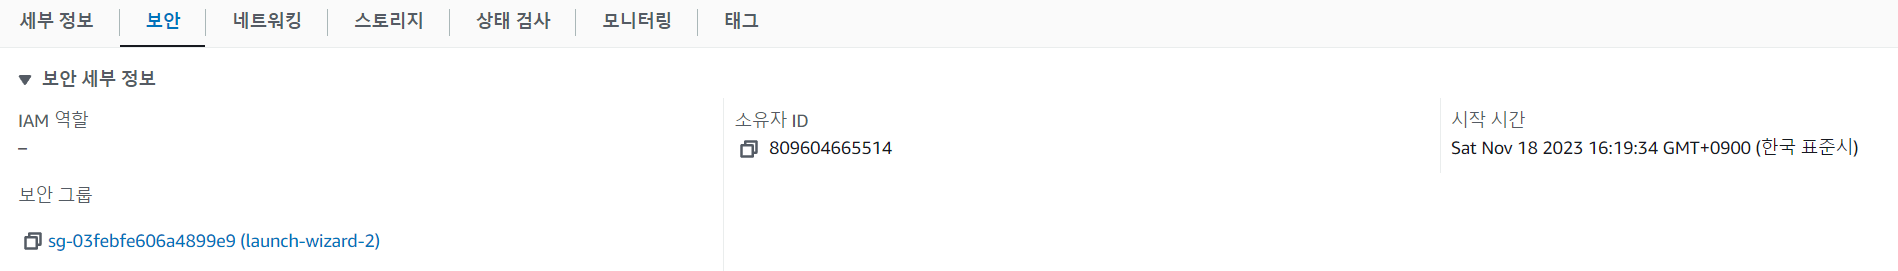 세부 정보 보안 네트워킹 스토리지 상태 검사 모니터링 태그
▼ 보안 세부 정보
IAM 역할
–
소유자 ID
809604665514
시작 시간
Sat Nov 18 2023 16:19:34 GMT+0900 (한국 표준시)
보안 그룹
sg-03febfe606a4899e9 (launch-wizard-2)